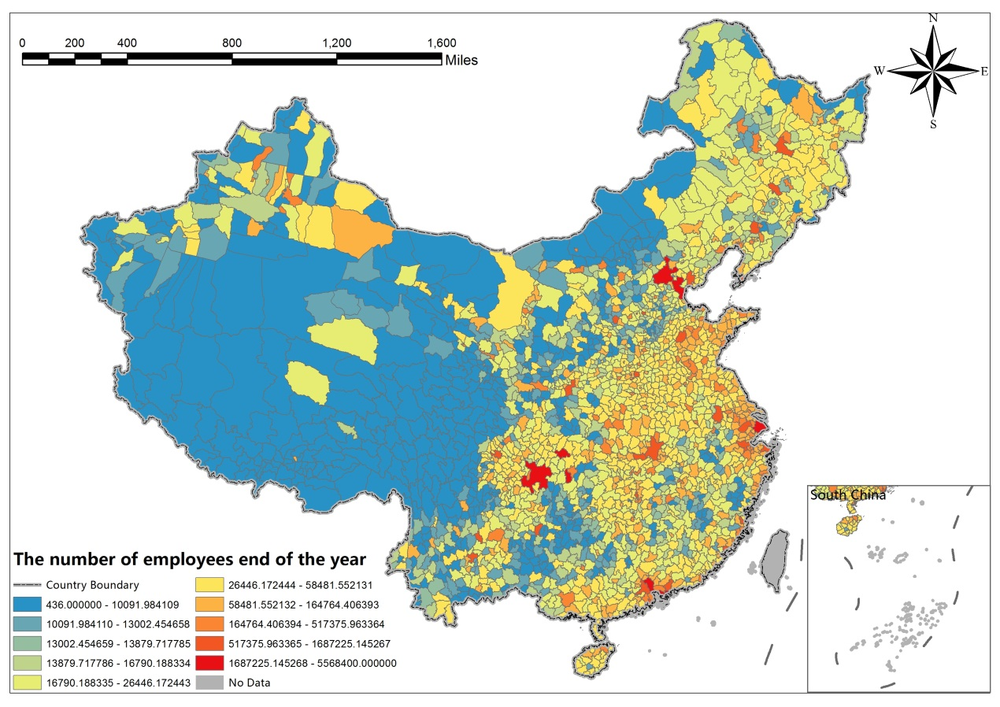 N
0 200 400 800 1,200 1,600
Miles
W E
S
South China
The number of employees end of the year
Country Boundary
436.000000 - 10091.984109
10091.984110 - 13002.454658
13002.454659 - 13879.717785
13879.717786 - 16790.188334
16790.188335 - 26446.172443
26446.172444 - 58481.552131
58481.552132 - 164764.406393
164764.406394 - 517375.963364
517375.963365 - 1687225.145267
1687225.145268 - 5568400.000000
No Data